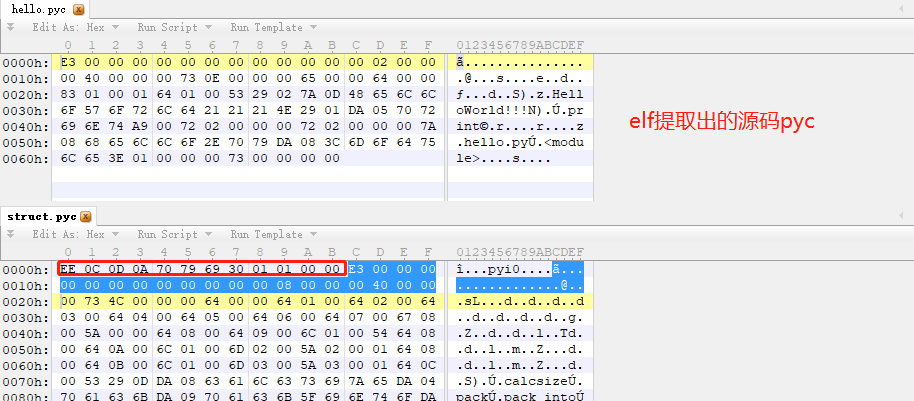 hello.pyc
Edit As: Hex Run Script Run Template
0 1 2 3 4 5 6 7 8 9 A B C D E F 0123456789ABCDEF
0000h: E3 00 00 00 00 00 00 00 00 00 00 00 00 02 00 00 ã...............
0010h: 00 40 00 00 00 73 0E 00 00 00 65 00 00 64 00 00 .@...s....e..d..
0020h: 83 01 00 01 64 01 00 53 29 02 7A 0D 48 65 6C 6C ƒ...d..S).z.Hell
0030h: 6F 57 6F 72 6C 64 21 21 21 4E 29 01 DA 05 70 72 oWorld!!!N).Ú.pr
0040h: 69 6E 74 A9 00 72 02 00 00 00 72 02 00 00 00 7A int©.r....r....z
0050h: 08 68 65 6C 6C 6F 2E 70 79 DA 08 3C 6D 6F 64 75 .hello.pyÚ.<modu
0060h: 6C 65 3E 01 00 00 00 73 00 00 00 00 le>....s....
elf提取出的源码pyc
struct.pyc
Edit As: Hex Run Script Run Template
0 1 2 3 4 5 6 7 8 9 A B C D E F 0123456789ABCDEF
0000h: EE 0C 0D 0A 70 79 69 30 01 01 00 00 E3 00 00 00 î...pyi0....ã...
0010h: 00 00 00 00 00 00 00 00 00 08 00 00 00 40 00 00 .............@..
0020h: 00 73 4C 00 00 00 64 00 00 64 01 00 64 02 00 64 .sL...d..d..d..d
0030h: 03 00 64 04 00 64 05 00 64 06 00 64 07 00 67 08 ..d..d..d..d..g.
0040h: 00 5A 00 00 64 08 00 64 09 00 6C 01 00 54 64 08 .Z..d..d..l..Td.
0050h: 00 64 0A 00 6C 01 00 6D 02 00 5A 02 00 01 64 08 .d..l..m..Z...d.
0060h: 00 64 0B 00 6C 01 00 6D 03 00 5A 03 00 01 64 0C .d..l..m..Z...d.
0070h: 00 53 29 0D DA 08 63 61 6C 63 73 69 7A 65 DA 04 .S).Ú.calcsizeÚ.
0080h: 70 61 63 6B DA 09 70 61 63 6B 5F 69 6E 74 6F DA packÚ.pack_intoÚ